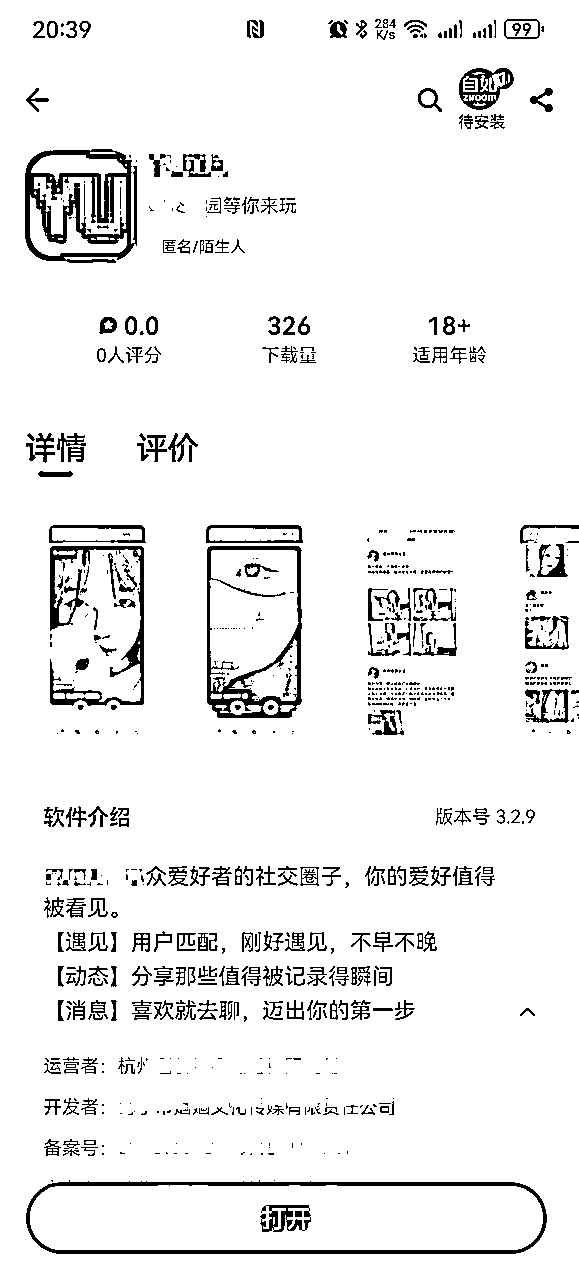 20:39
284 K/s
99
自如
ziroom
待安装
YU
园等你来玩
匿名/陌生人
0.0
326
18+
0人评分
下载量
适用年龄
详情
评价
软件介绍
版本号 3.2.9
众爱好者的社交圈子，你的爱好值得
被看见。
【遇见】用户匹配，刚好遇见，不早不晚
【动态】分享那些值得被记录得瞬间
【消息】喜欢就去聊，迈出你的第一步
运营者：杭州
开发者：文化传媒有限责任公司
备案号：
打开